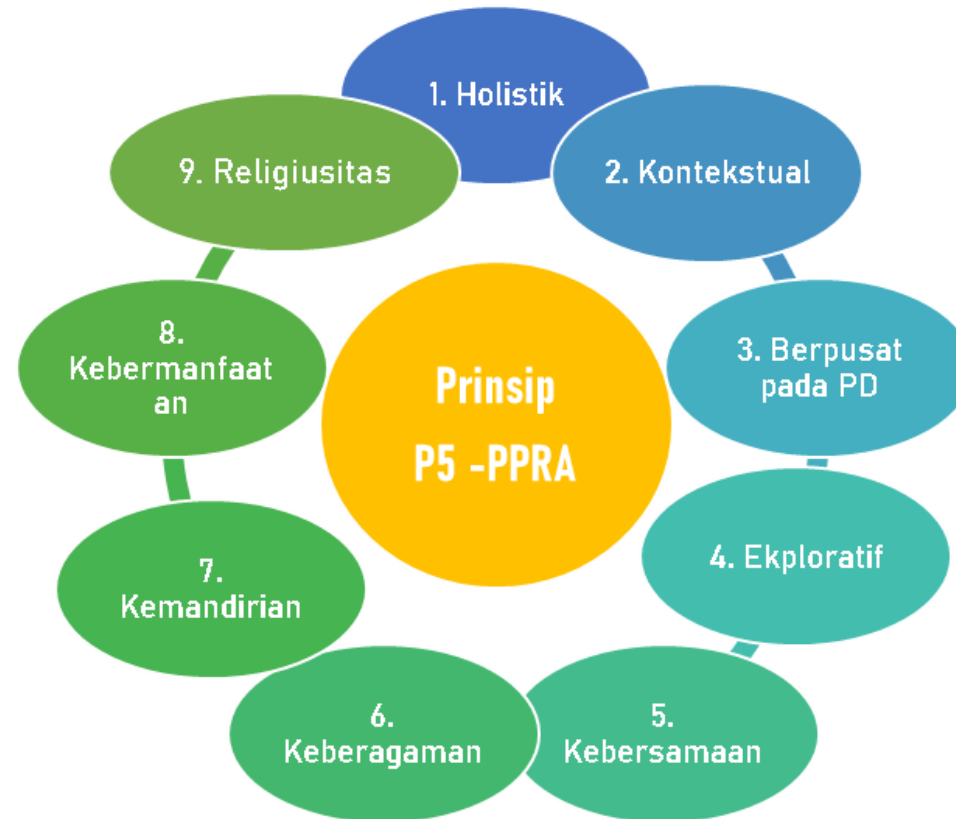 1. Holistik
2. Kontekstual
3. Berpusat
pada PD
4. Ekploratif
5.
Kebersamaan
6.
Keberagaman
7.
Kemandirian
8.
Kebermanfaat
an
9. Religiusitas
Prinsip
P5 -PPRA